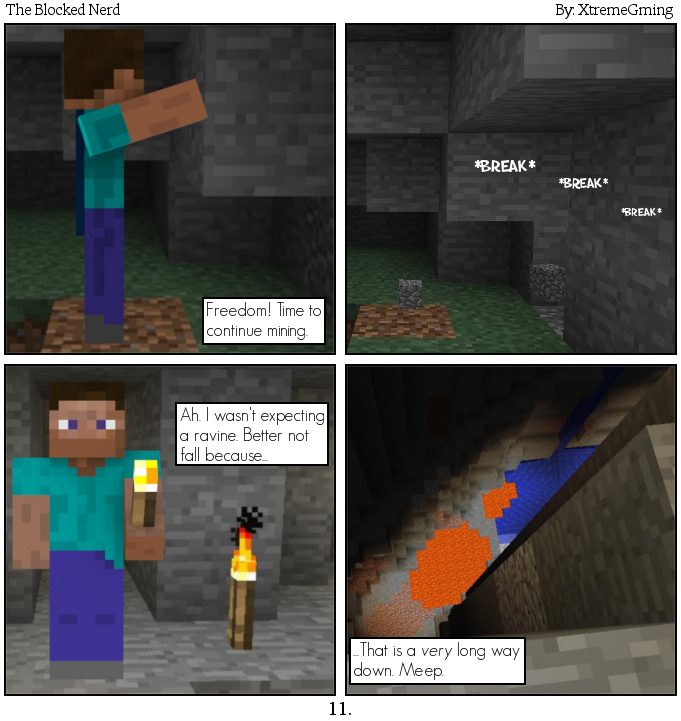 The Blocked Nerd
By: XtremeGming
Freedom! Time to
continue mining.
*BREAK*
*BREAK*
*BREAK*
Ah. I wasn't expecting
a ravine. Better not
fall because...
...That is a very long way
down. Meep.
11.